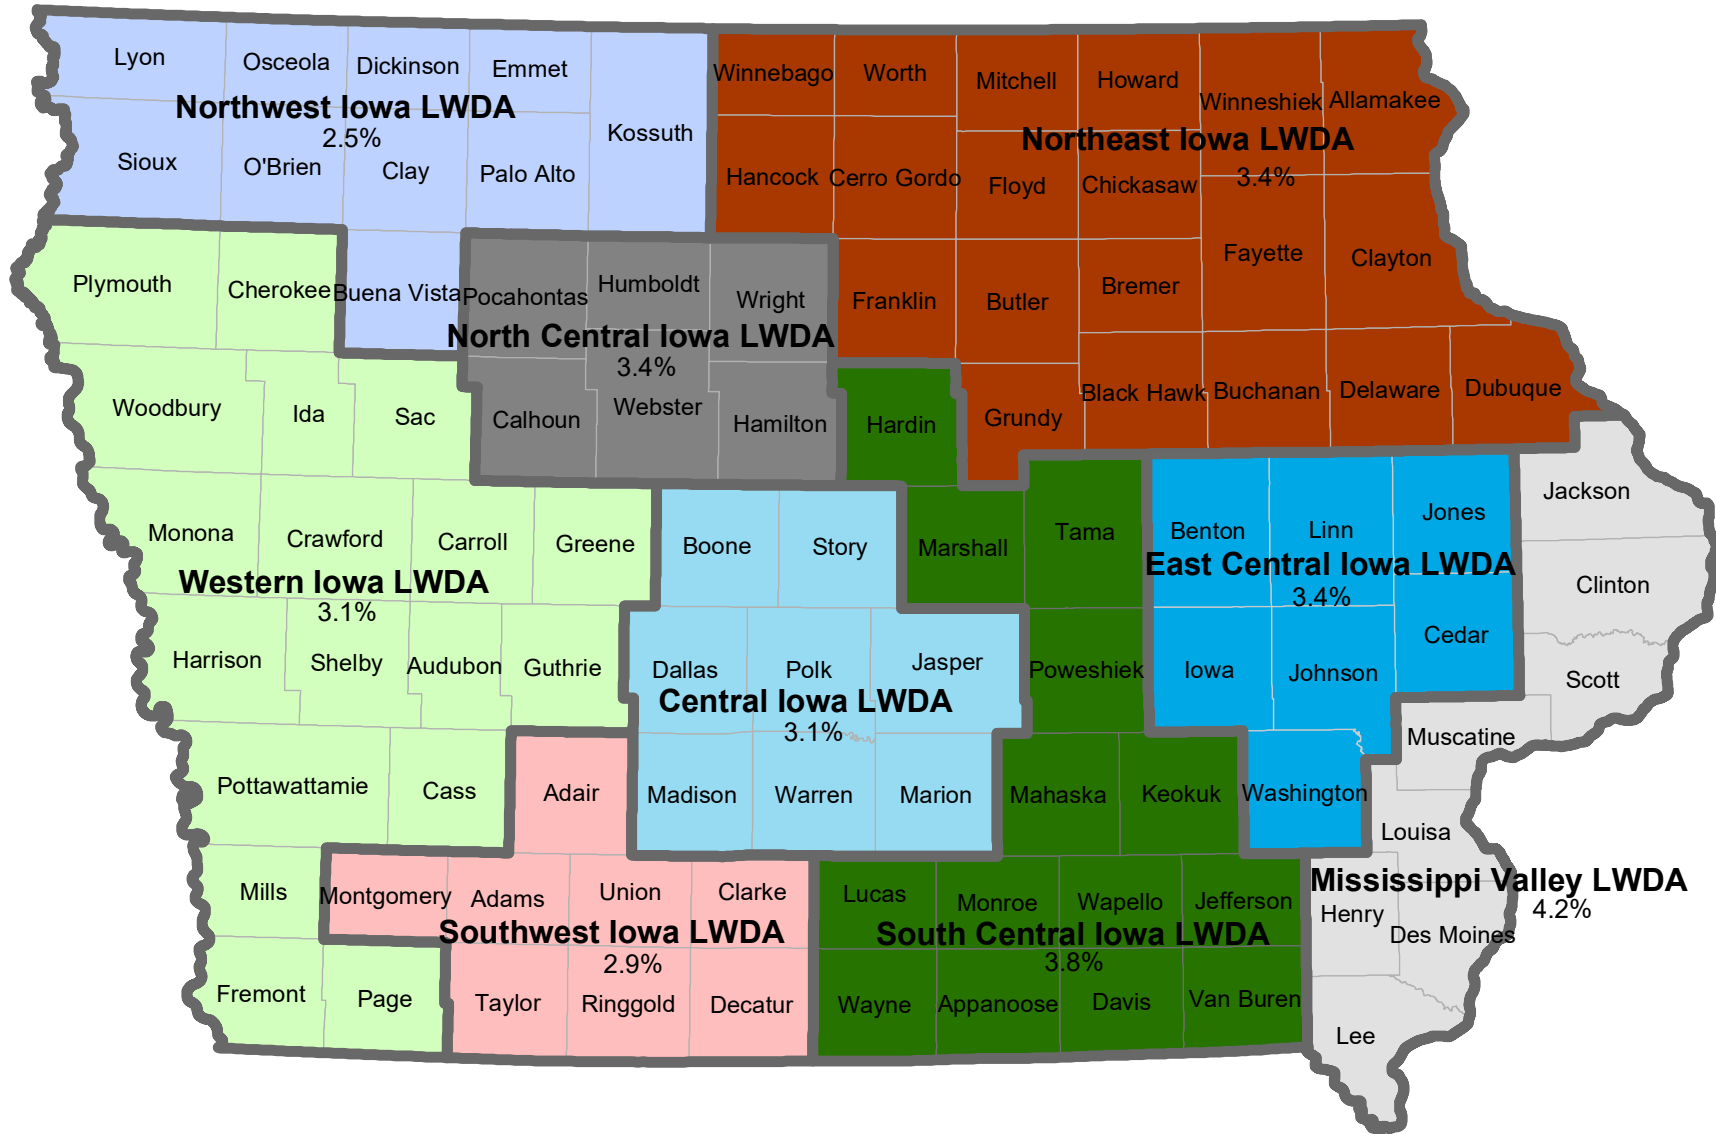 Lyon
Osceola
Dickinson
Emmet
Kossuth
Winnebago
Worth
Mitchell
Howard
Winneshiek
Allamakee
Northwest Iowa LWDA
2.5%
Northeast Iowa LWDA
3.4%
Sioux
O'Brien
Clay
Palo Alto
Hancock
Cerro Gordo
Floyd
Chickasaw
Fayette
Clayton
Plymouth
Cherokee
Buena Vista
Pocahontas
Humboldt
Wright
Franklin
Butler
Bremer
North Central Iowa LWDA
3.4%
Woodbury
Ida
Sac
Calhoun
Webster
Hamilton
Hardin
Grundy
Black Hawk
Buchanan
Delaware
Dubuque
Jackson
Monona
Crawford
Carroll
Greene
Boone
Story
Marshall
Tama
Benton
Linn
Jones
Western Iowa LWDA
3.1%
East Central Iowa LWDA
3.4%
Clinton
Harrison
Shelby
Audubon
Guthrie
Dallas
Polk
Jasper
Poweshiek
Iowa
Johnson
Cedar
Scott
Central Iowa LWDA
3.1%
Muscatine
Pottawattamie
Cass
Adair
Madison
Warren
Marion
Mahaska
Keokuk
Washington
Louisa
Mills
Montgomery
Adams
Union
Clarke
Lucas
Monroe
Wapello
Jefferson
Mississippi Valley LWDA
4.2%
Henry
Des Moines
Southwest Iowa LWDA
2.9%
South Central Iowa LWDA
3.8%
Fremont
Page
Taylor
Ringgold
Decatur
Wayne
Appanoose
Davis
Van Buren
Lee